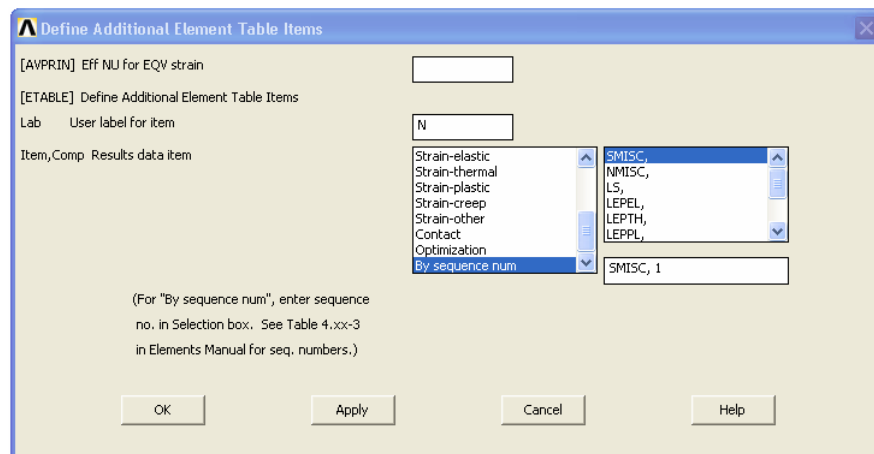 Define Additional Element Table Items
[AVPRIN] Eff NU for EQV strain
[ETABLE] Define Additional Element Table Items
Lab User label for item
N
Item,Comp Results data item
Strain-elastic
Strain-thermal
Strain-plastic
Strain-creep
Strain-other
Contact
Optimization
By sequence num
SMISC,
NMISC,
LS,
LEPEL,
LEPTH,
LEPPL,
SMISC, 1
(For "By sequence num", enter sequence
no. in Selection box. See Table 4.xx-3
in Elements Manual for seq. numbers.)
OK
Apply
Cancel
Help